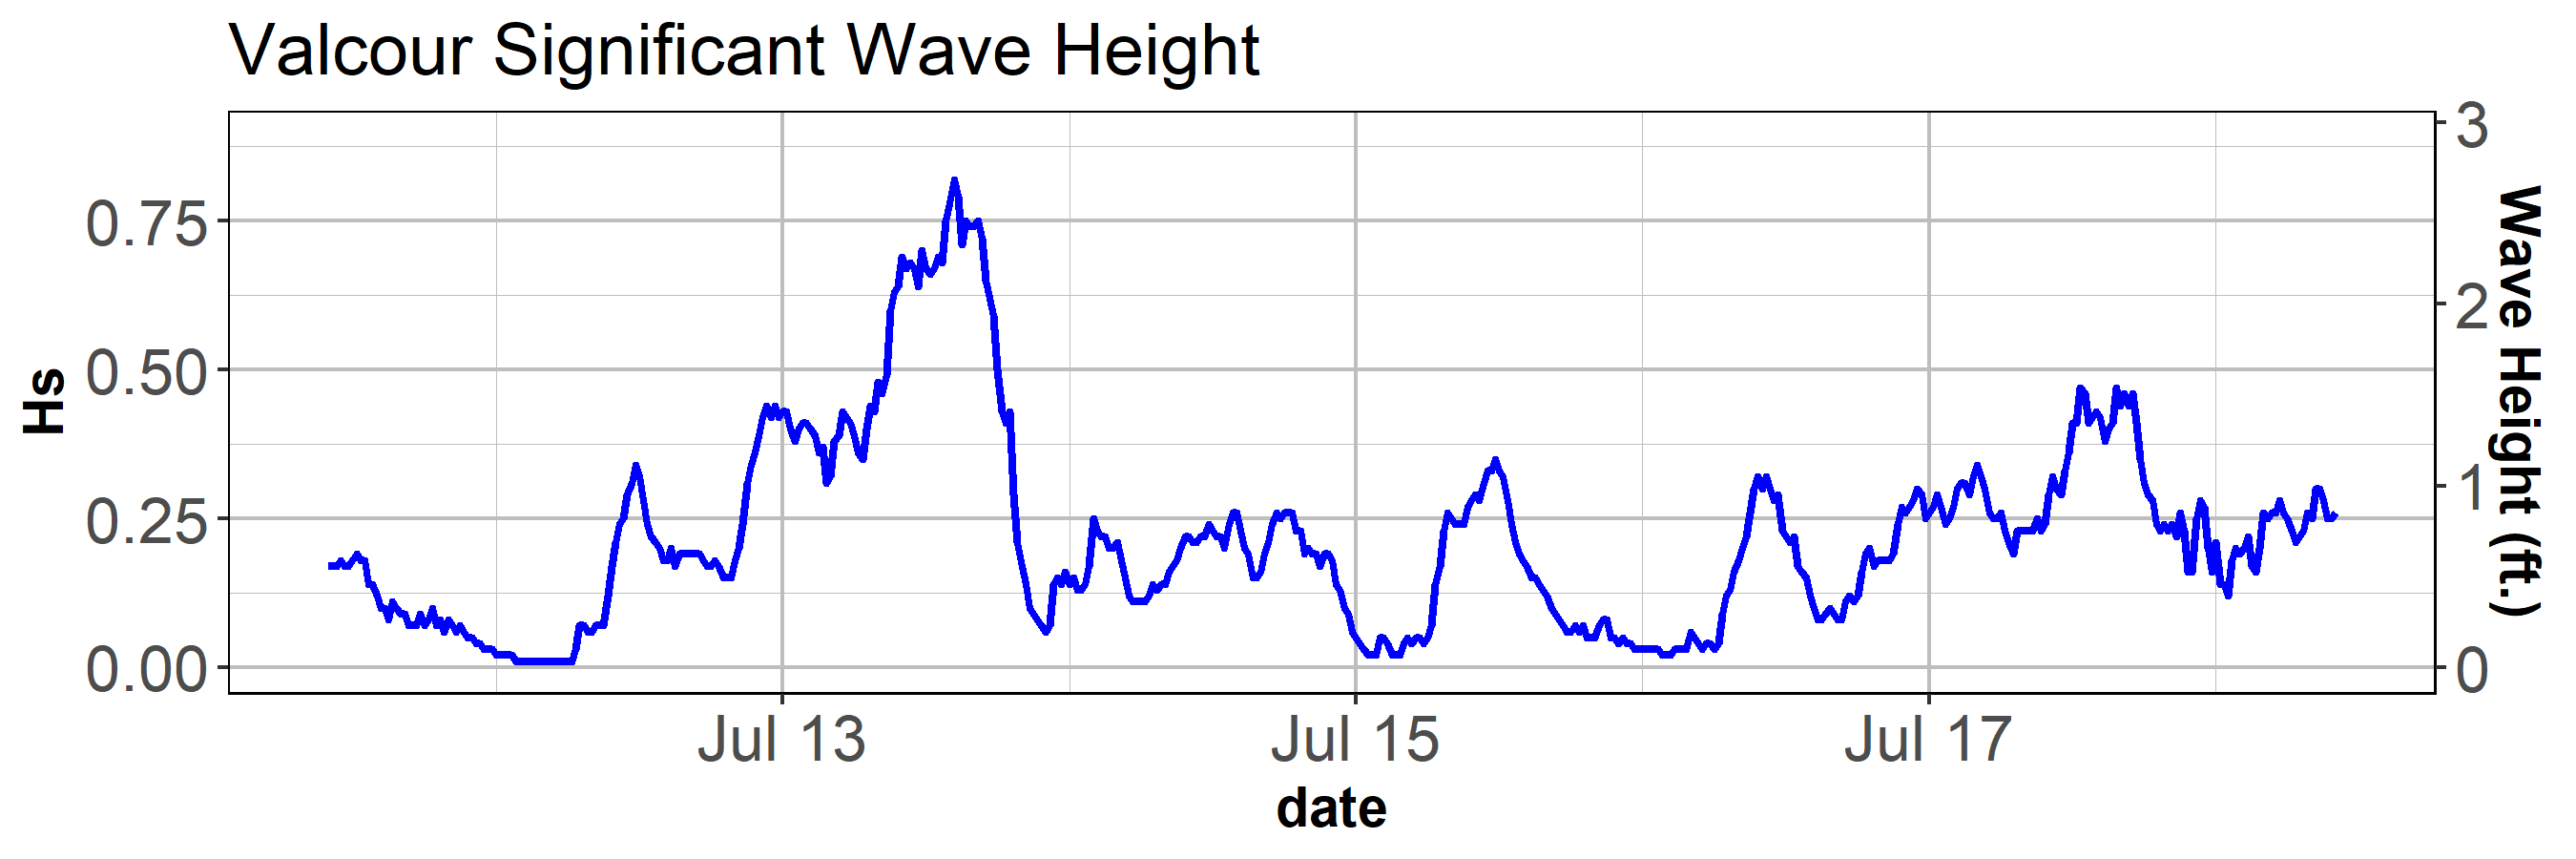 Valcour Significant Wave Height
Hs
0.75
0.50
0.25
0.00
3
2
1
0
Wave Height (ft.)
Jul 13
Jul 15
Jul 17
date